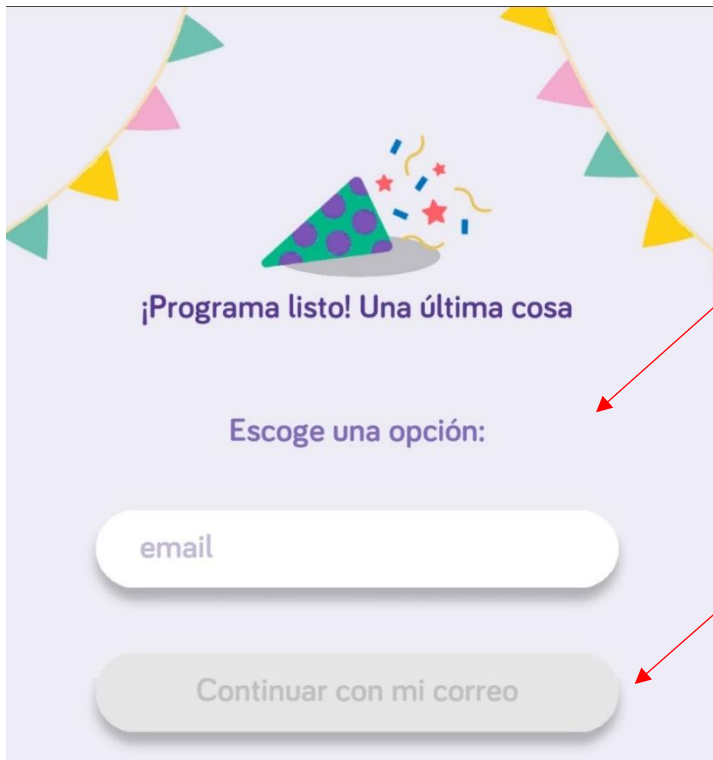 ¡Programa listo! Una última cosa
Escoge una opción:
email
Continuar con mi correo